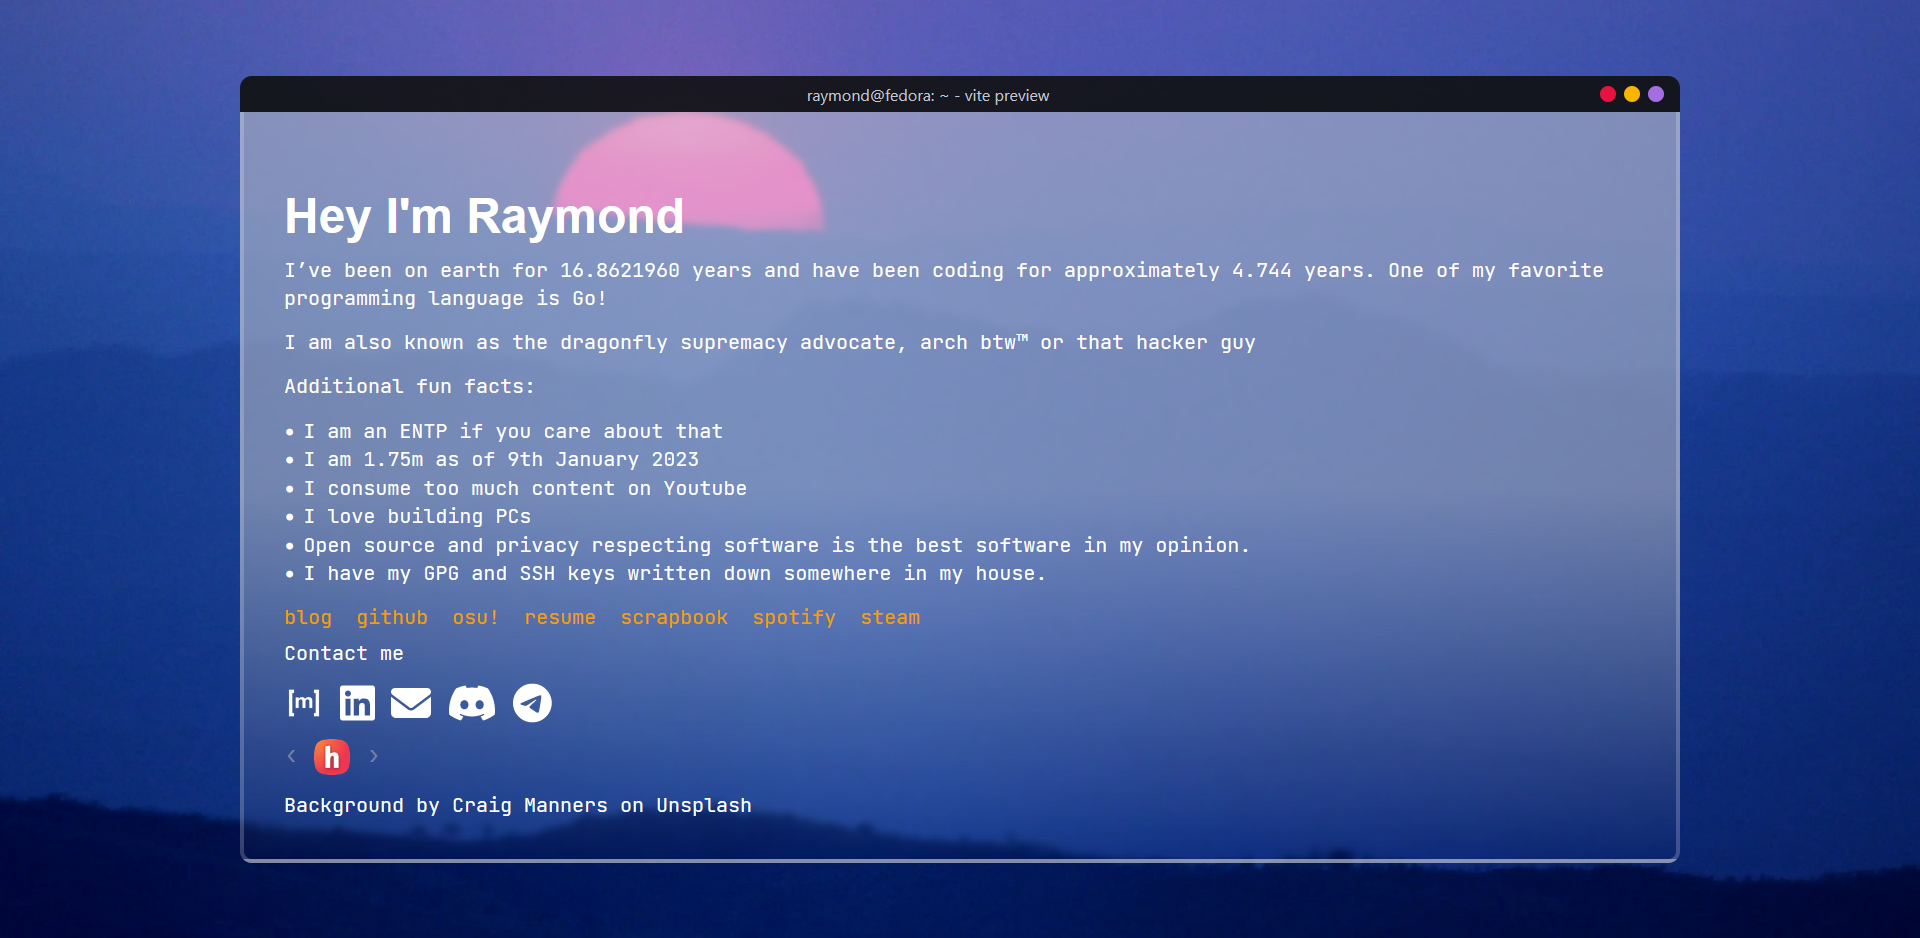 raymond@fedora: ~ - vite preview
Hey I'm Raymond
I’ve been on earth for 16.8621960 years and have been coding for approximately 4.744 years. One of my favorite
programming language is Go!
I am also known as the dragonfly supremacy advocate, arch btw™ or that hacker guy
Additional fun facts:
• I am an ENTP if you care about that
• I am 1.75m as of 9th January 2023
• I consume too much content on Youtube
• I love building PCs
• Open source and privacy respecting software is the best software in my opinion.
• I have my GPG and SSH keys written down somewhere in my house.
blog github osu! resume scrapbook spotify steam
Contact me
[m] in
‹ h ›
Background by Craig Manners on Unsplash